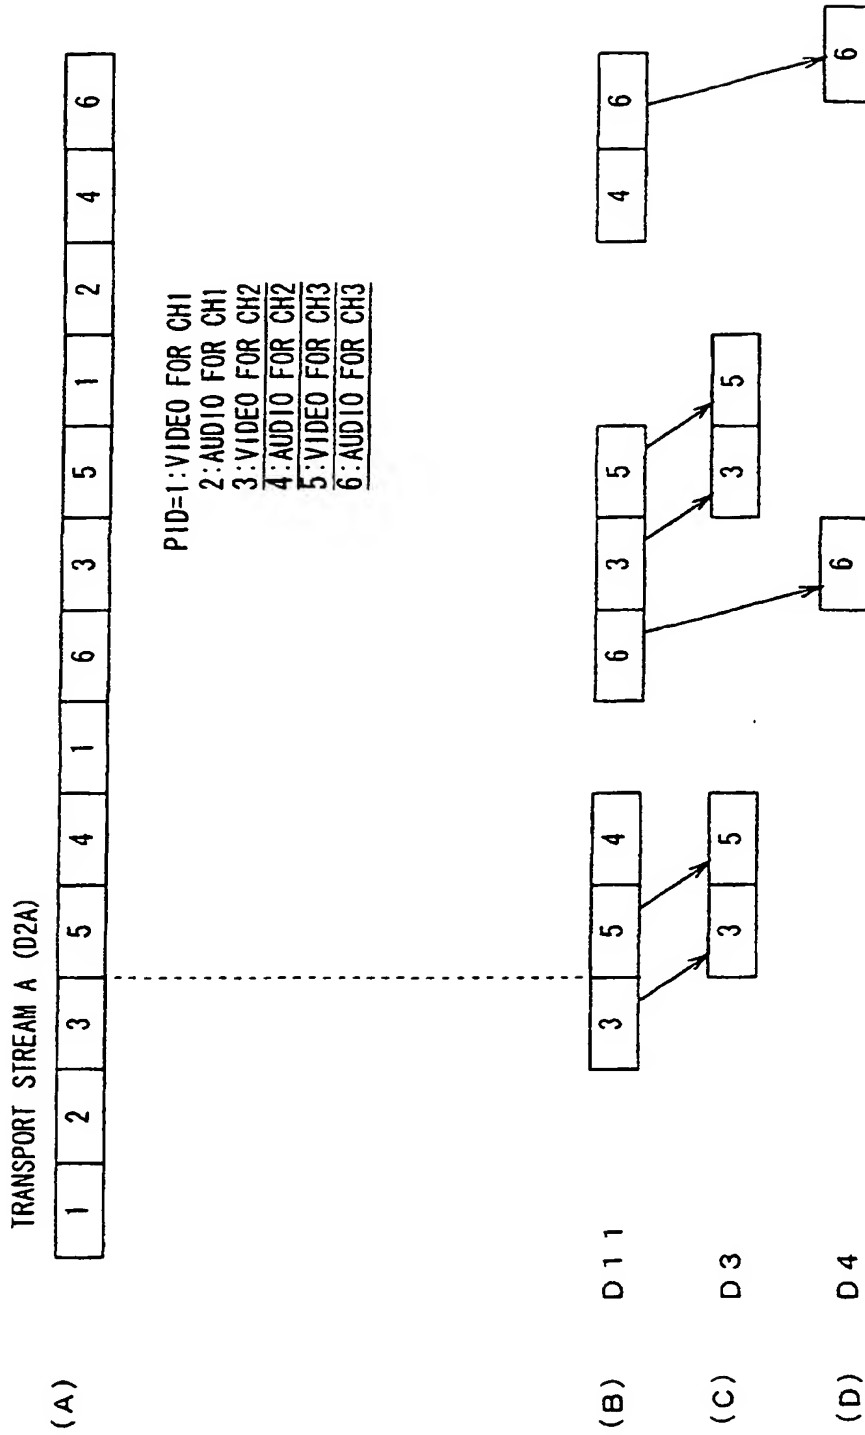 TRANSPORT STREAM A (D2A)
(A) 1 2 3 5 4 1 6 3 5 1 2 4 6
PID=1:VIDEO FOR CH1
2:AUDIO FOR CH1
3:VIDEO FOR CH2
4:AUDIO FOR CH2
5:VIDEO FOR CH3
6:AUDIO FOR CH3
(B) D11 3 5 4 6 3 5 4 6
(C) D3 3 5 3 5
(D) D4 6 6